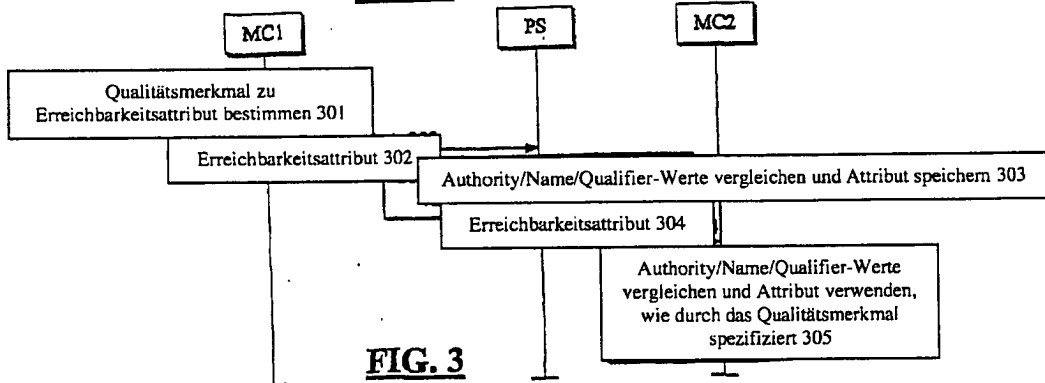 MC1
PS
MC2
Qualitätsmerkmal zu
Erreichbarkeitsattribut bestimmen 301
Erreichbarkeitsattribut 302
Authority/Name/Qualifier-Werte vergleichen und Attribut speichern 303
Erreichbarkeitsattribut 304
Authority/Name/Qualifier-Werte
vergleichen und Attribut verwenden,
wie durch das Qualitätsmerkmal
spezifiziert 305
FIG. 3